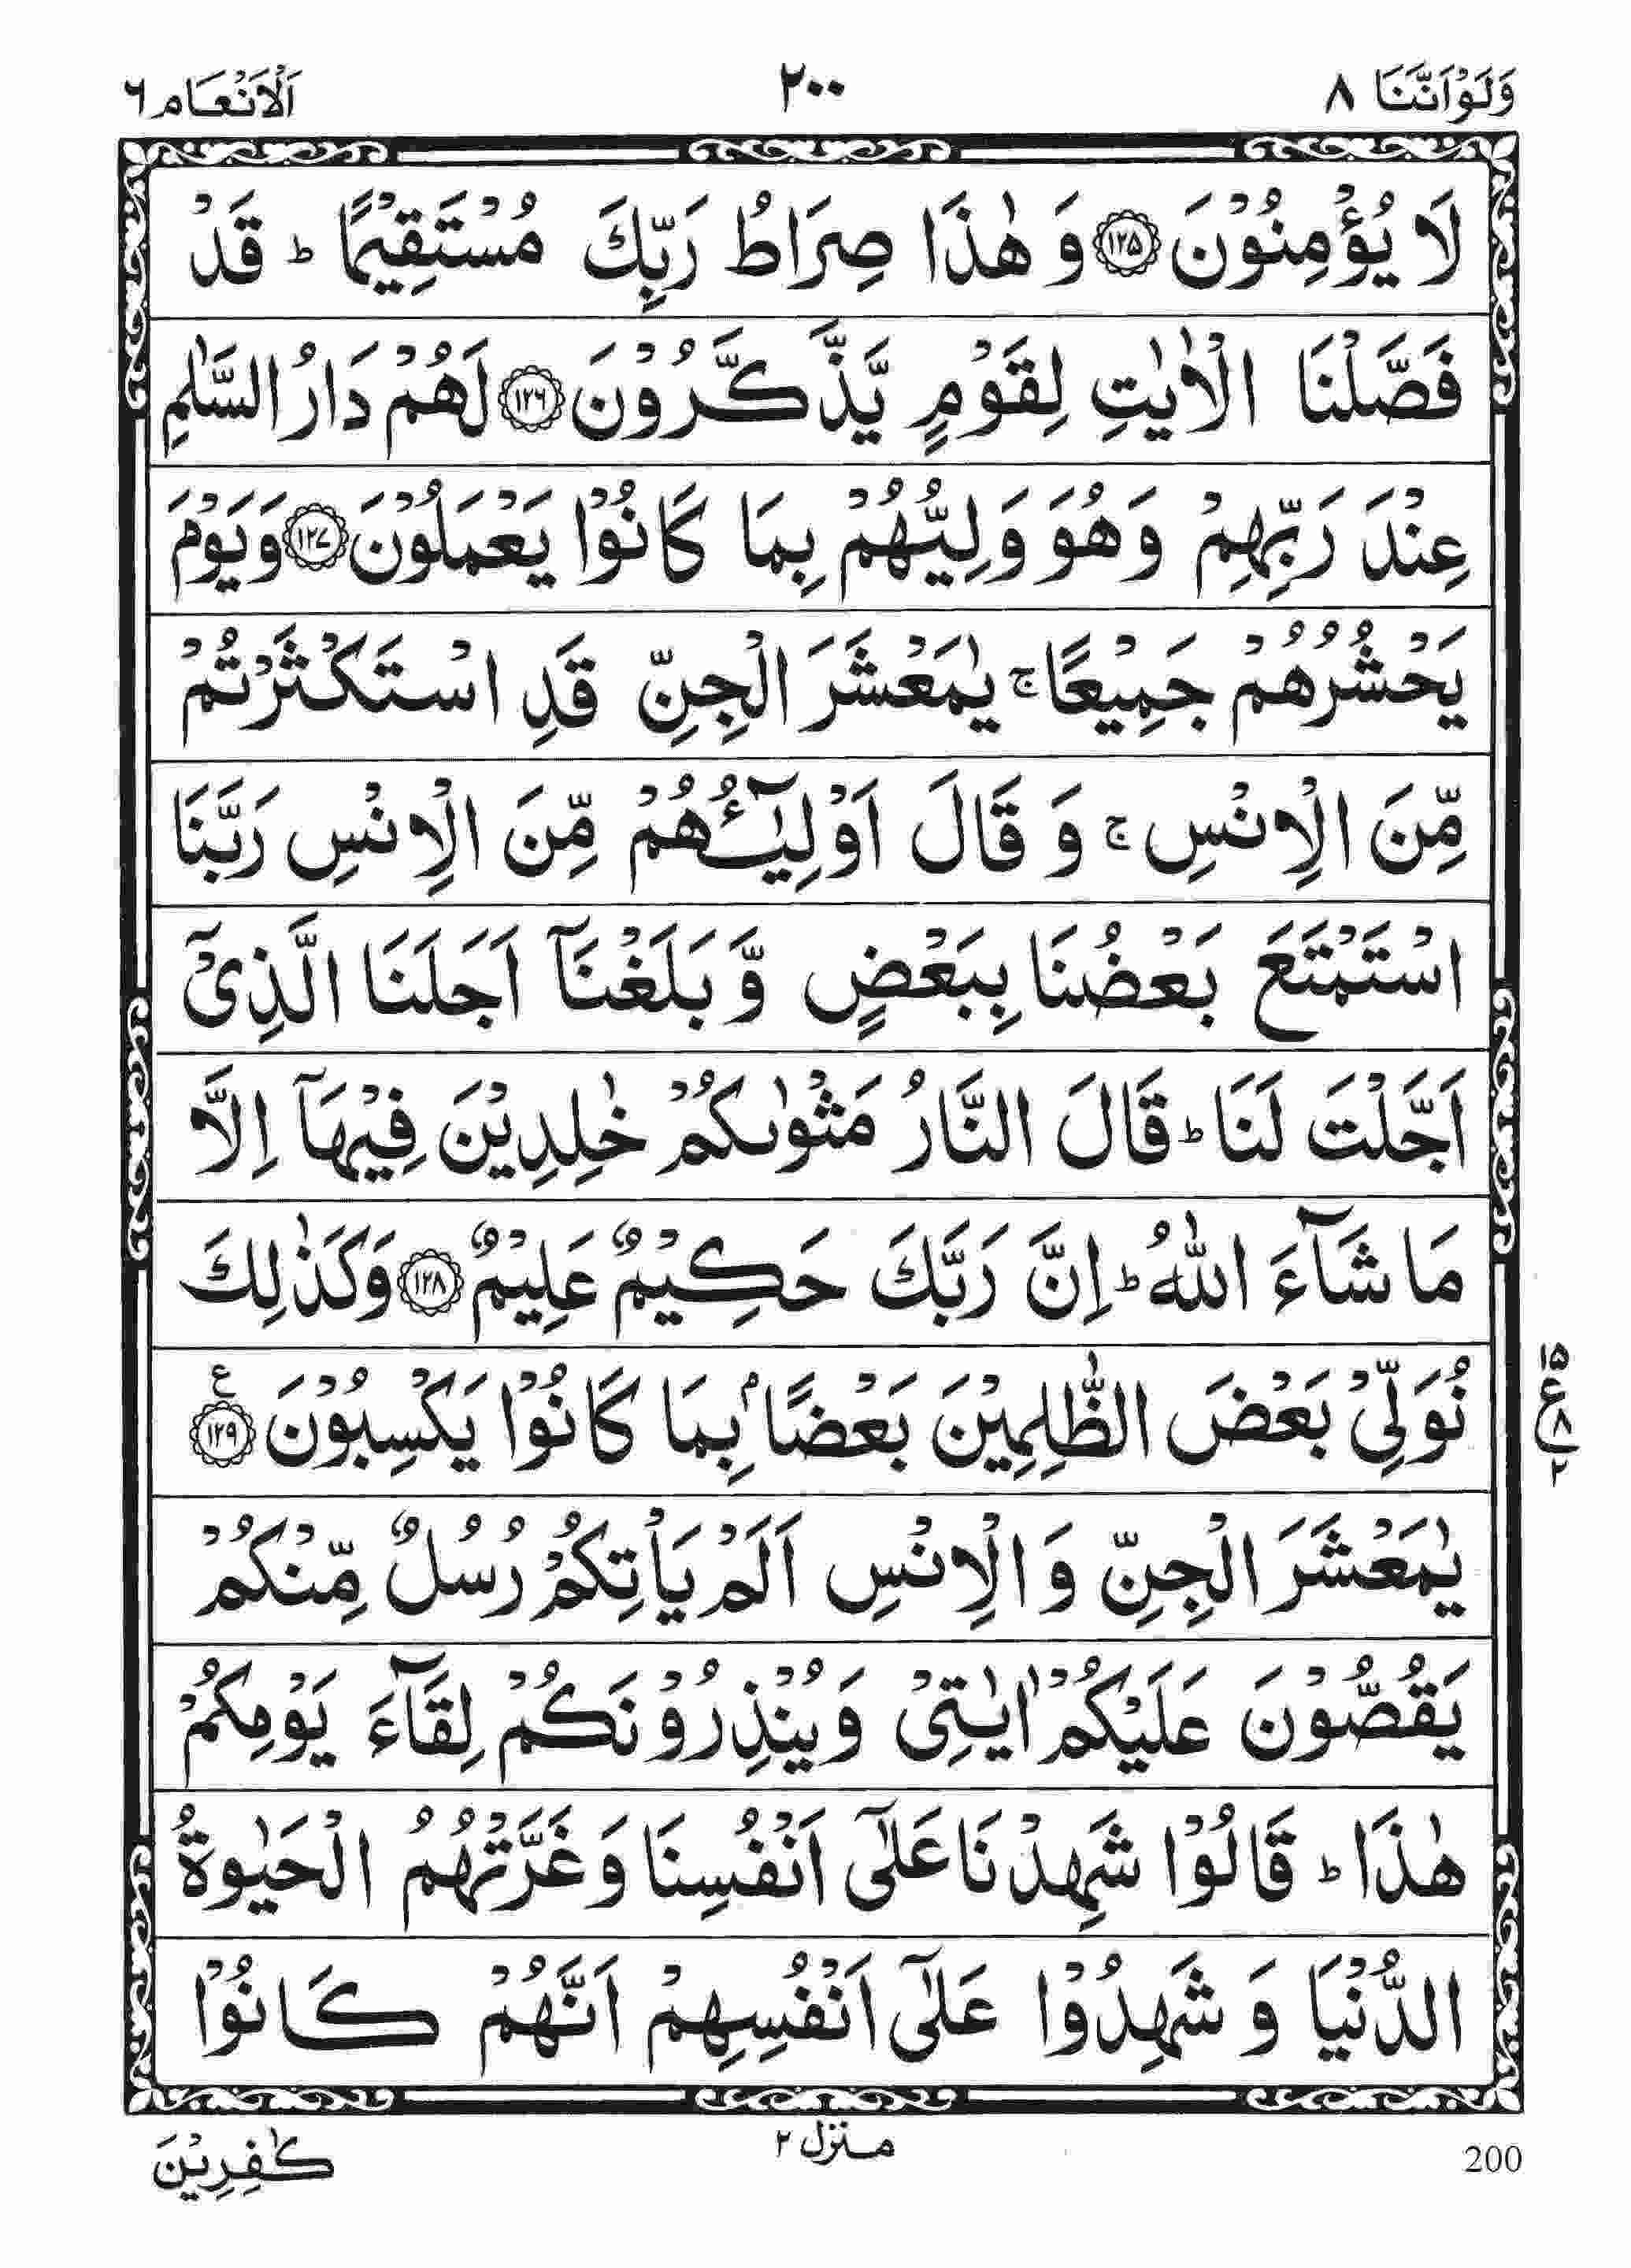 وَلَوْاَنَّنَا ٨
٢٠٠
اَلْاَنْعَام ٦
لَا يُؤْمِنُوْنَ ۝١٢٥ وَ هٰذَا صِرَاطُ رَبِّكَ مُسْتَقِيْمًا ؕ قَدْ
فَصَّلْنَا الْاٰيٰتِ لِقَوْمٍ يَّذَّكَّرُوْنَ ۝١٢٦ لَهُمْ دَارُ السَّلٰمِ
عِنْدَ رَبِّهِمْ وَهُوَ وَلِيُّهُمْ بِمَا كَانُوْا يَعْمَلُوْنَ ۝١٢٧ وَيَوْمَ
يَحْشُرُهُمْ جَمِيْعًا ۚ يٰمَعْشَرَ الْجِنِّ قَدِ اسْتَكْثَرْتُمْ
مِّنَ الْاِنْسِ ۚ وَ قَالَ اَوْلِيٰٓـؤُهُمْ مِّنَ الْاِنْسِ رَبَّنَا
اسْتَمْتَعَ بَعْضُنَا بِبَعْضٍ وَّ بَلَغْنَاۤ اَجَلَنَا الَّذِىْۤ
اَجَّلْتَ لَنَا ؕ قَالَ النَّارُ مَثْوٰىكُمْ خٰلِدِيْنَ فِيْهَاۤ اِلَّا
مَا شَآءَ اللّٰهُ ؕ اِنَّ رَبَّكَ حَكِيْمٌ عَلِيْمٌ ۝١٢٨ وَكَذٰلِكَ
نُوَلِّىْ بَعْضَ الظّٰلِمِيْنَ بَعْضًاۢ بِمَا كَانُوْا يَكْسِبُوْنَ ۝١٢٩ ع
١٥ ع ٨ ٢
يٰمَعْشَرَ الْجِنِّ وَ الْاِنْسِ اَلَمْ يَاْتِكُمْ رُسُلٌ مِّنْكُمْ
يَقُصُّوْنَ عَلَيْكُمْ اٰيٰتِىْ وَيُنْذِرُوْنَكُمْ لِقَآءَ يَوْمِكُمْ
هٰذَا ؕ قَالُوْا شَهِدْنَا عَلٰٓى اَنْفُسِنَا وَغَرَّتْهُمُ الْحَيٰوةُ
الدُّنْيَا وَ شَهِدُوْا عَلٰٓى اَنْفُسِهِمْ اَنَّهُمْ كَانُوْا
كٰفِرِيْنَ
منزل ٢
200